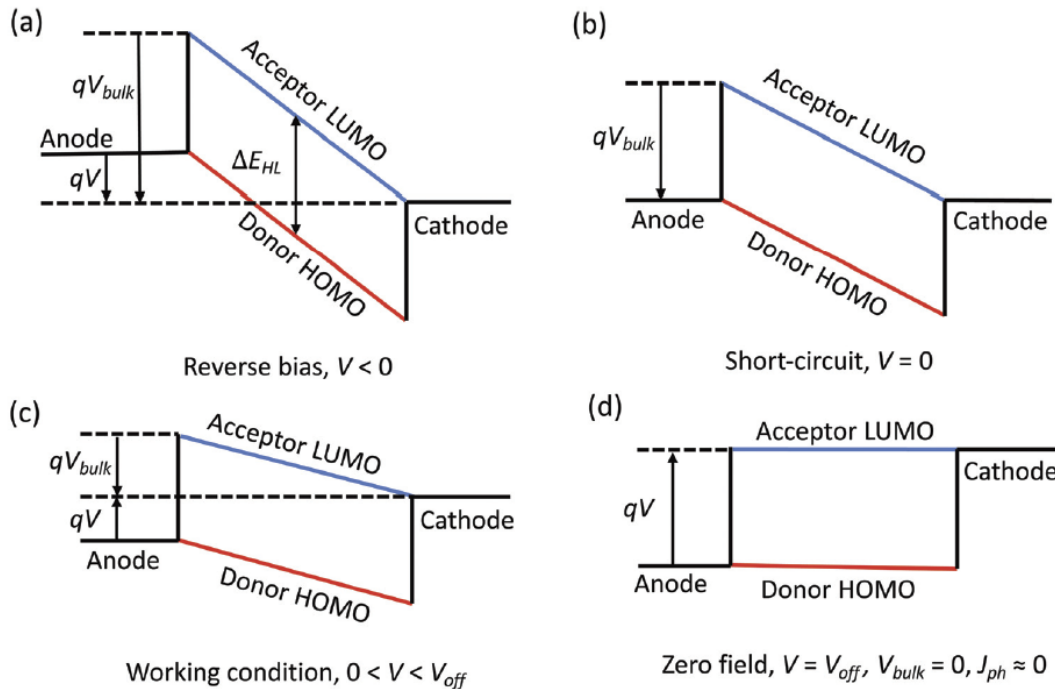 (a)
qV_bulk
Acceptor LUMO
Anode
qV
ΔE_HL
Cathode
Donor HOMO
Reverse bias, V < 0
(b)
qV_bulk
Acceptor LUMO
Anode
Cathode
Donor HOMO
Short-circuit, V = 0
(c)
Acceptor LUMO
qV_bulk
qV
Cathode
Anode
Donor HOMO
Working condition, 0 < V < V_off
(d)
Acceptor LUMO
Cathode
qV
Anode
Donor HOMO
Zero field, V = V_off, V_bulk = 0, J_ph ≈ 0